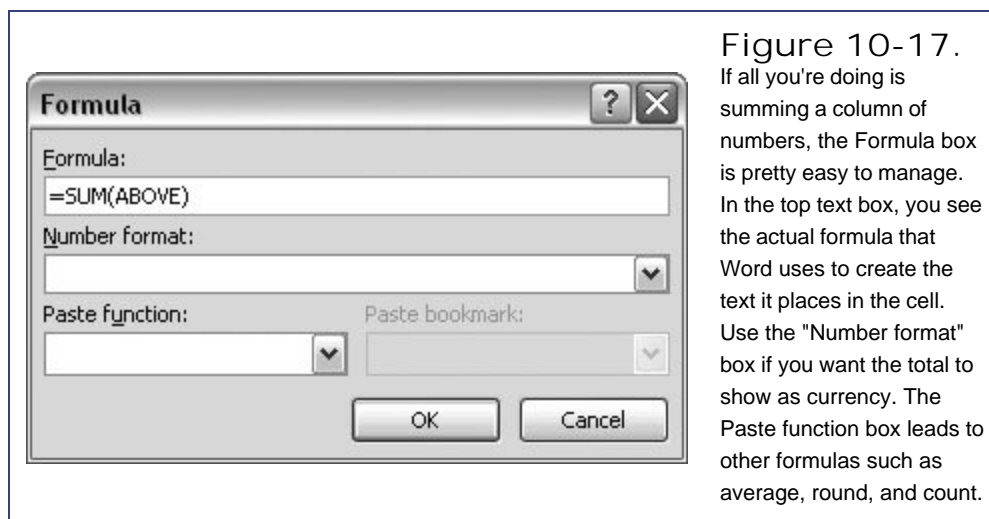 Formula
?
Formula:
=SUM(ABOVE)
Number format:
Paste function:
Paste bookmark:
OK
Cancel
Figure 10-17.
If all you're doing is
summing a column of
numbers, the Formula box
is pretty easy to manage.
In the top text box, you see
the actual formula that
Word uses to create the
text it places in the cell.
Use the "Number format"
box if you want the total to
show as currency. The
Paste function box leads to
other formulas such as
average, round, and count.